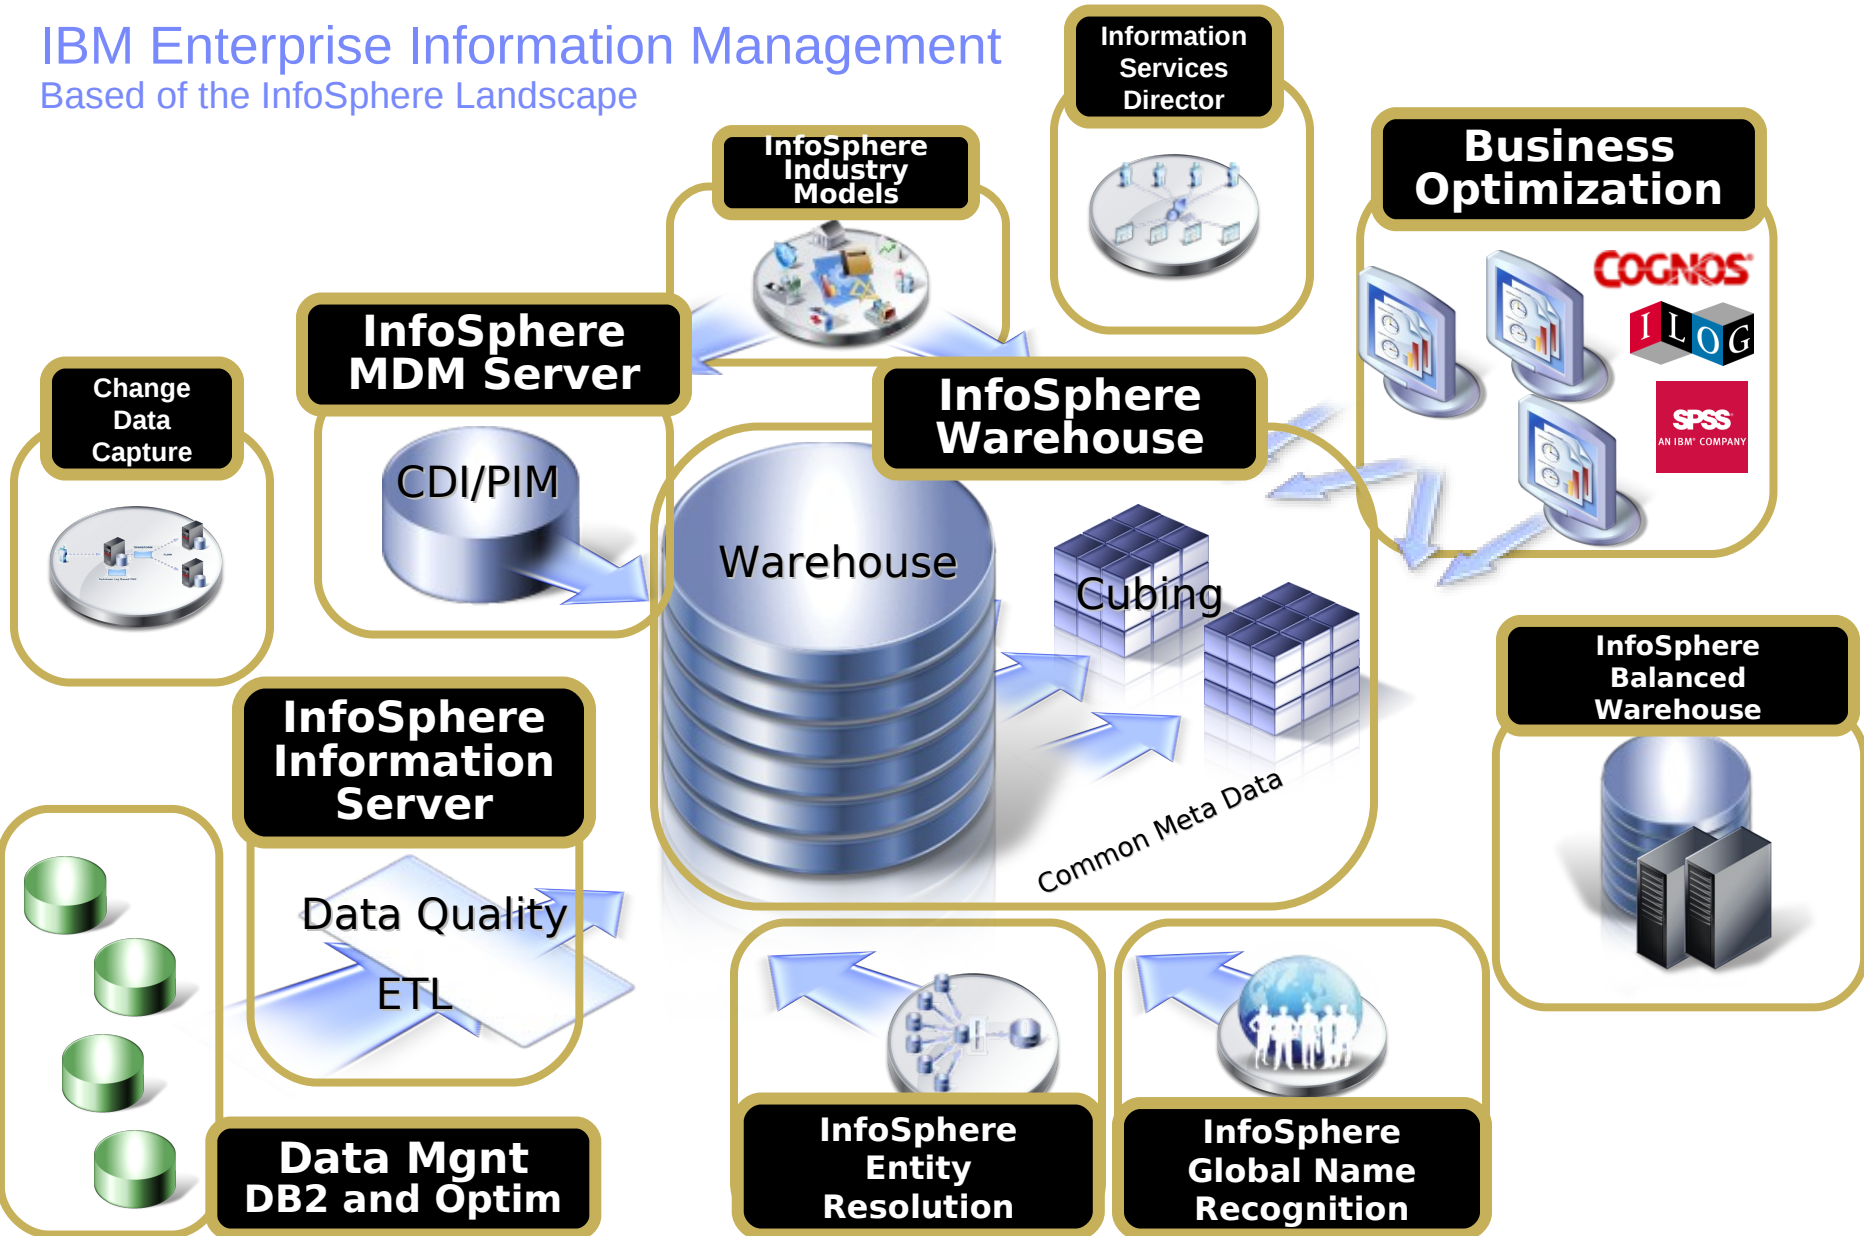 IBM Enterprise Information Management
Based of the InfoSphere Landscape
Information
Services
Director
InfoSphere
Industry
Models
Business
Optimization
COGNOS
ILOG
SPSS
AN IBM® COMPANY
InfoSphere
MDM Server
CDI/PIM
Change
Data
Capture
InfoSphere
Warehouse
Warehouse
Cubing
Common Meta Data
InfoSphere
Balanced
Warehouse
InfoSphere
Information
Server
Data Quality
ETL
Data Mgnt
DB2 and Optim
InfoSphere
Entity
Resolution
InfoSphere
Global Name
Recognition